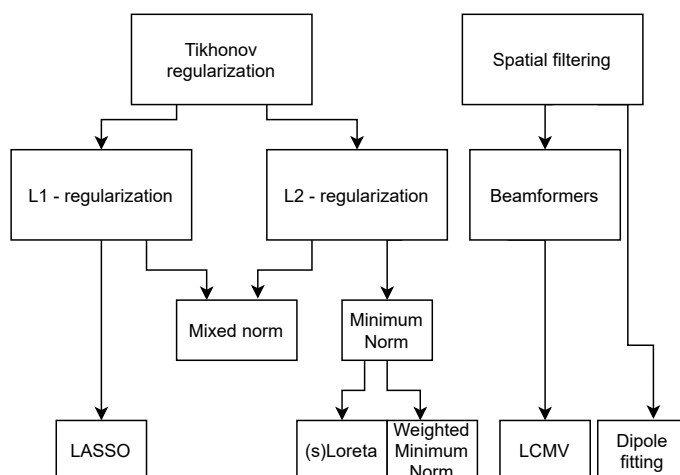 Tikhonov
regularization
Spatial filtering
L1 - regularization
L2 - regularization
Beamformers
Mixed norm
Minimum
Norm
LASSO
(s)Loreta
Weighted
Minimum
Norm
LCMV
Dipole
fitting